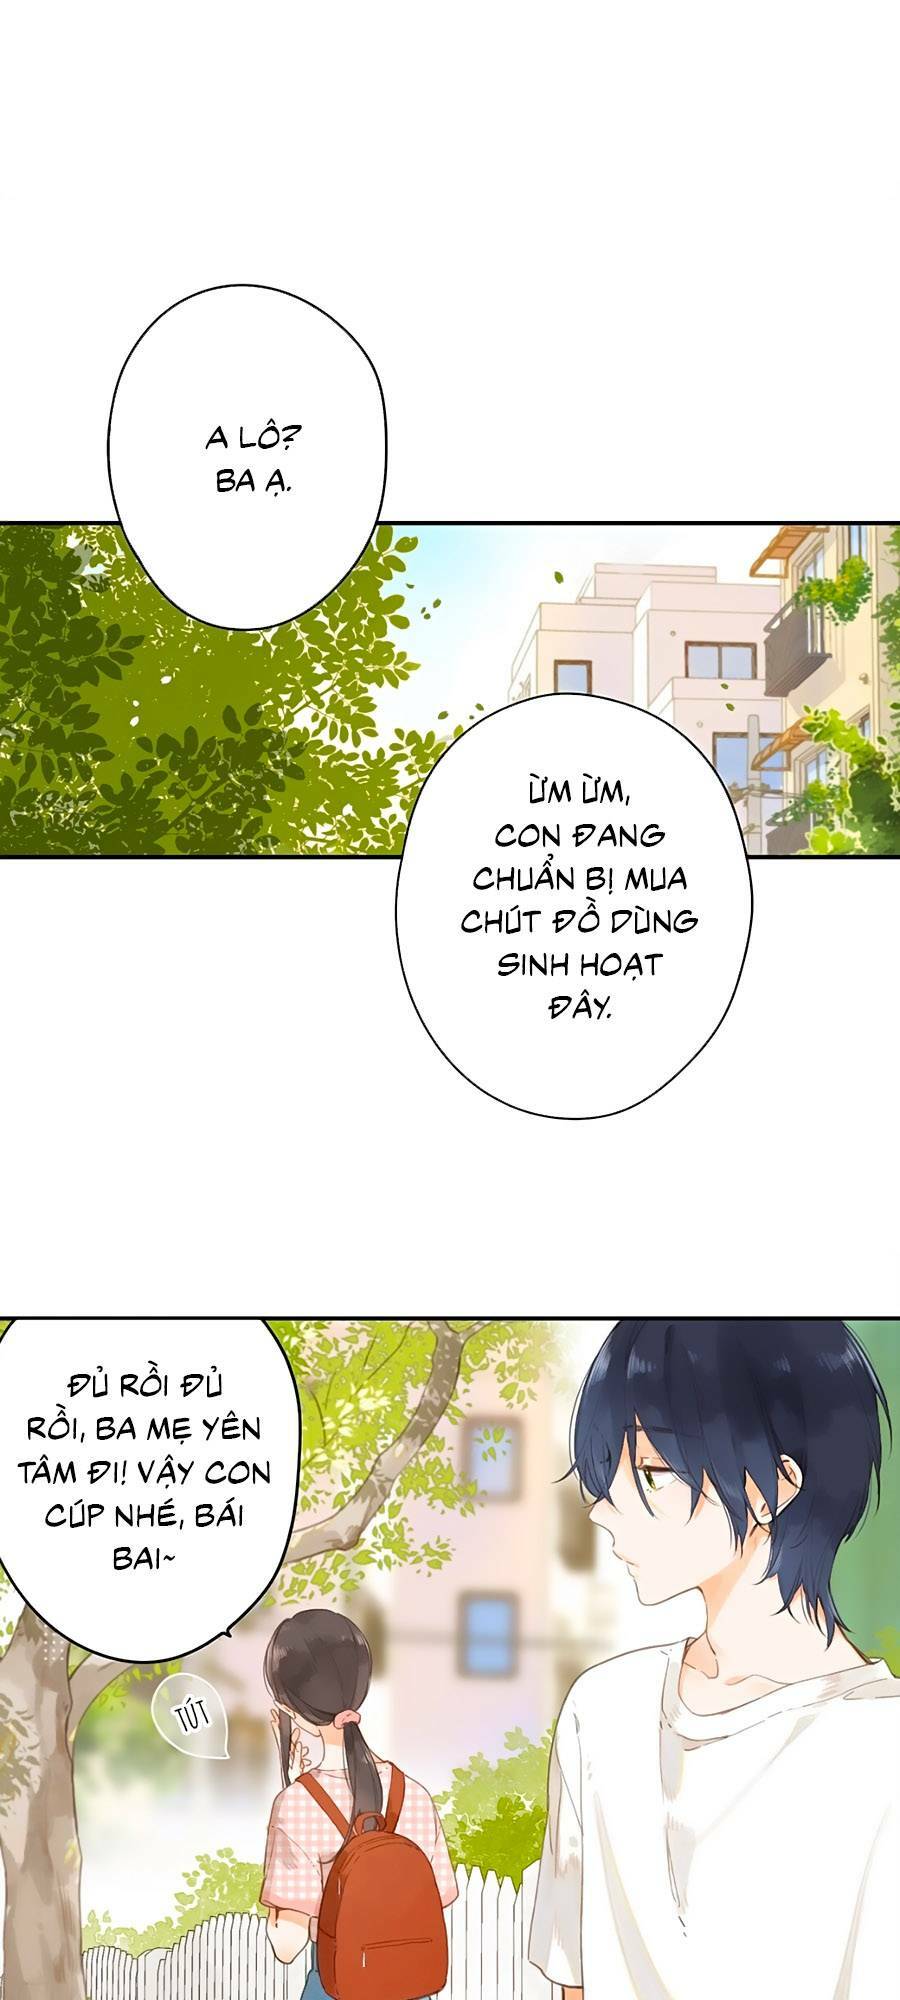 A LÔ?
BA Ạ.
ỪM ỪM,
CON ĐANG
CHUẨN BỊ MUA
CHÚT ĐỒ DÙNG
SINH HOẠT
ĐÂY.
ĐỦ RỒI ĐỦ
RỒI, BA MẸ YÊN
TÂM ĐI! VẬY CON
CÚP NHÉ, BÁI
BAI~
TÚT